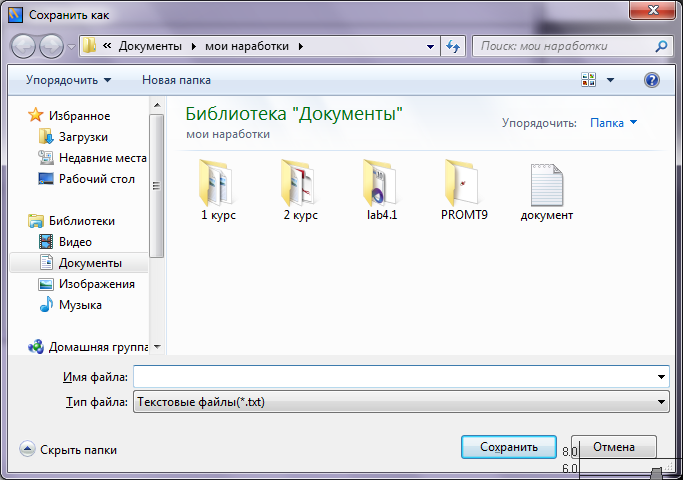 Сохранить как
« Документы мои наработки
Поиск: мои наработки
Упорядочить Новая папка
Избранное
Загрузки
Недавние места
Рабочий стол
Библиотеки
Видео
Документы
Изображения
Музыка
Домашняя группа
Библиотека "Документы"
мои наработки
Упорядочить: Папка
1 курс
2 курс
lab4.1
PROMT9
документ
Имя файла:
Тип файла: Текстовые файлы(*.txt)
Скрыть папки
Сохранить
Отмена
8.0
6.0